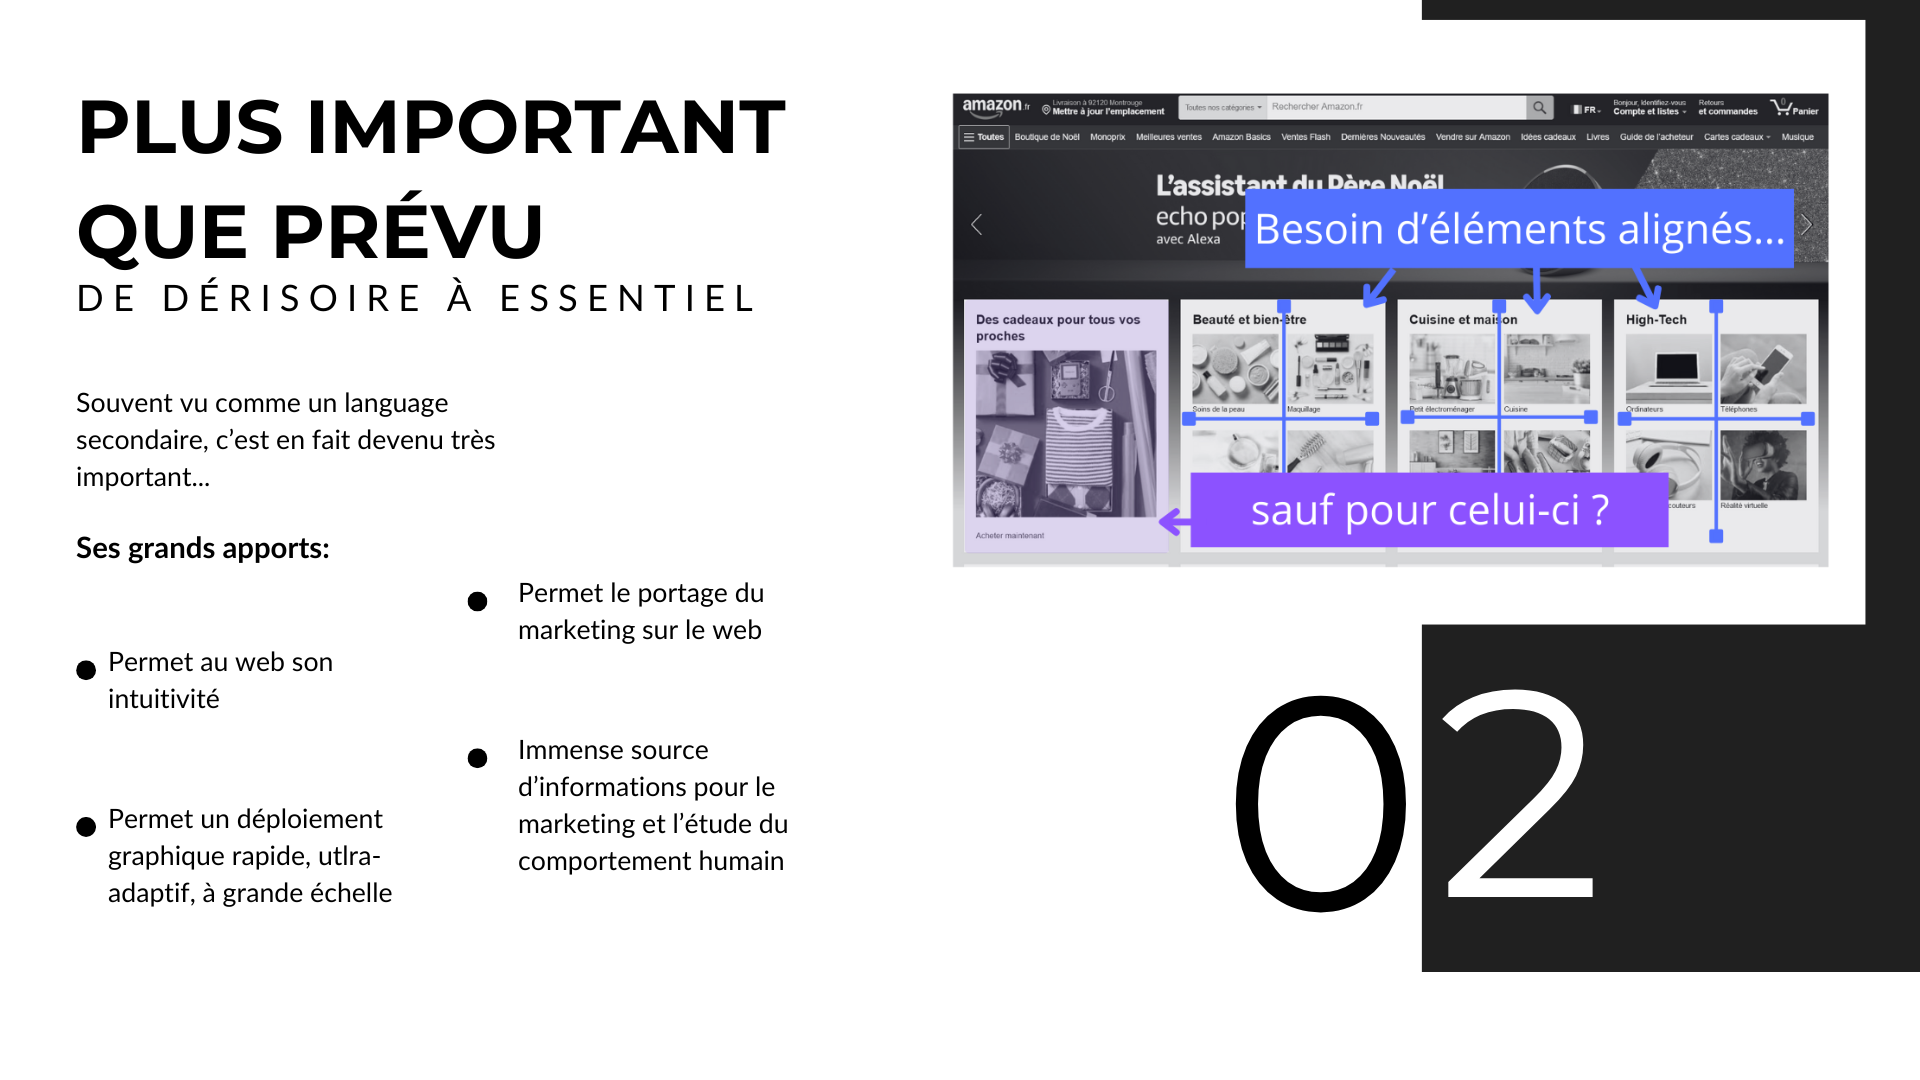 PLUS IMPORTANT
QUE PRÉVU
DE DÉRISOIRE À ESSENTIEL
Souvent vu comme un language
secondaire, c’est en fait devenu très
important...
Ses grands apports:
Permet au web son
intuitivité
Permet un déploiement
graphique rapide, utlra-
adaptif, à grande échelle
Permet le portage du
marketing sur le web
Immense source
d’informations pour le
marketing et l’étude du
comportement humain
amazon.fr
Livraison à 92120 Montrouge
Mettre à jour l'emplacement
Toutes nos catégories
Rechercher Amazon.fr
FR
Bonjour, Identifiez-vous
Compte et listes
Retours
et commandes
0
Panier
Toutes Boutique de Noël Monoprix Meilleures ventes Amazon Basics Ventes Flash Dernières Nouveautés Vendre sur Amazon Idées cadeaux Livres Guide de l'acheteur Cartes cadeaux Musique
L'assistant du Père Noël
echo pop
avec Alexa
Besoin d’éléments alignés...
Des cadeaux pour tous vos
proches
Acheter maintenant
Beauté et bien-être
Soins de la peau Maquillage
Cuisine et maison
Petit électroménager Cuisine
High-Tech
Ordinateurs Téléphones
Réalité virtuelle
sauf pour celui-ci ?
02